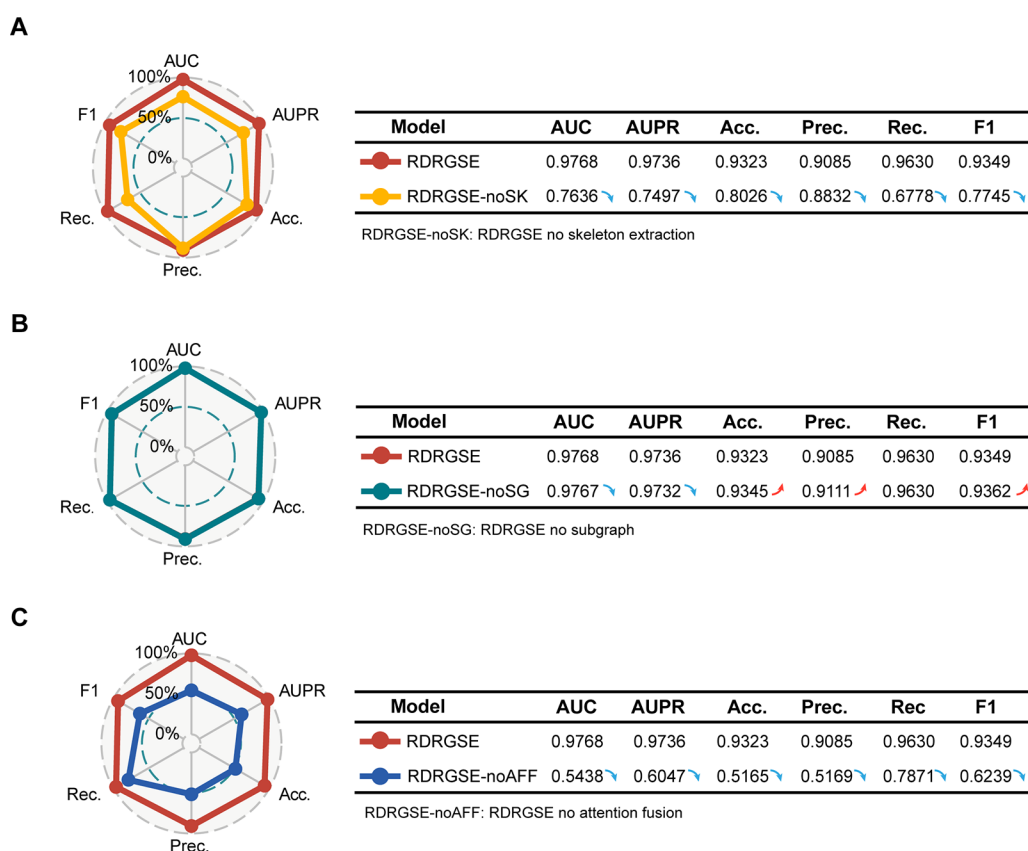 A
AUC
100%
AUPR
F1
50%
0%
Rec.
Acc.
Prec.
Model AUC AUPR Acc. Prec. Rec. F1
RDRGSE 0.9768 0.9736 0.9323 0.9085 0.9630 0.9349
RDRGSE-noSK 0.7636 0.7497 0.8026 0.8832 0.6778 0.7745
RDRGSE-noSK: RDRGSE no skeleton extraction
B
AUC
100%
AUPR
F1
50%
0%
Rec.
Acc.
Prec.
Model AUC AUPR Acc. Prec. Rec. F1
RDRGSE 0.9768 0.9736 0.9323 0.9085 0.9630 0.9349
RDRGSE-noSG 0.9767 0.9732 0.9345 0.9111 0.9630 0.9362
RDRGSE-noSG: RDRGSE no subgraph
C
AUC
100%
AUPR
F1
50%
0%
Rec.
Acc.
Prec.
Model AUC AUPR Acc. Prec. Rec F1
RDRGSE 0.9768 0.9736 0.9323 0.9085 0.9630 0.9349
RDRGSE-noAFF 0.5438 0.6047 0.5165 0.5169 0.7871 0.6239
RDRGSE-noAFF: RDRGSE no attention fusion